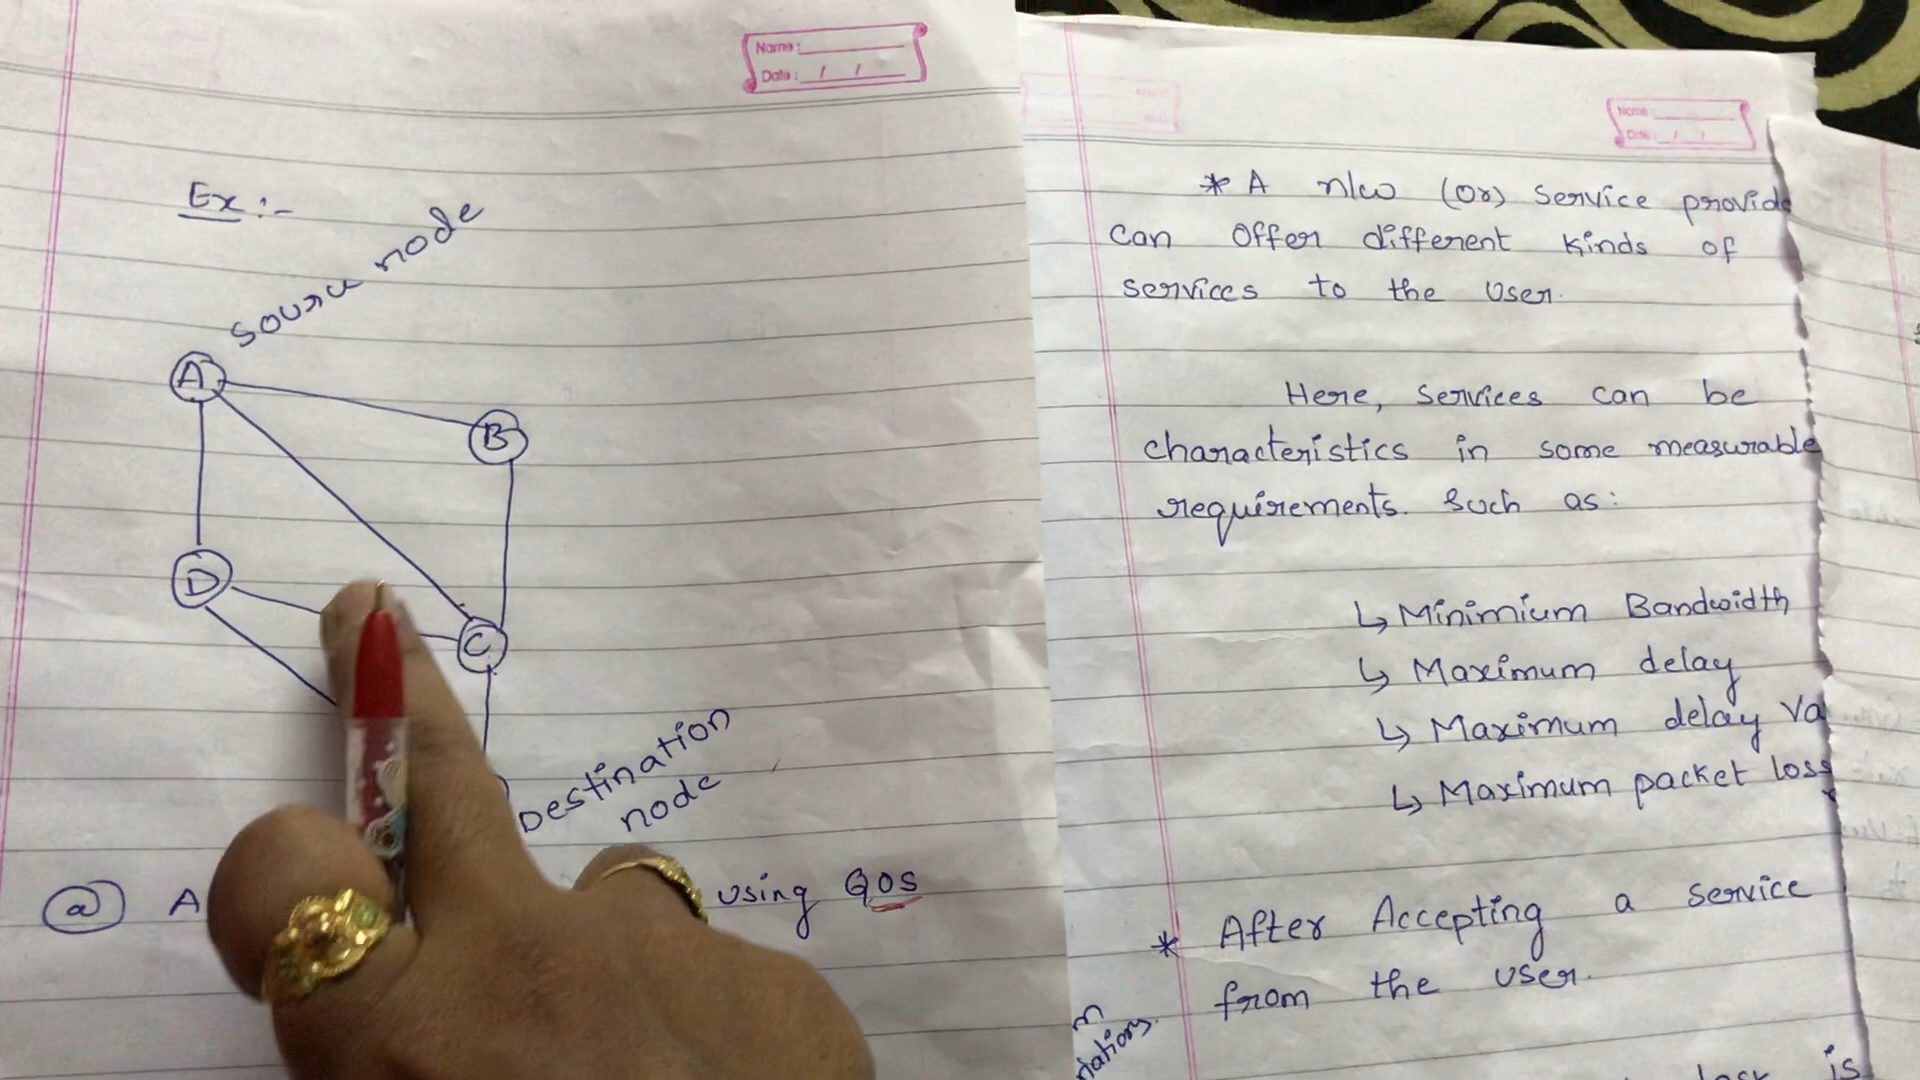 Name :
Date : / /
Ex :-
source node
A
B
D
C
Destination
node
a A using QOS
Name
Date / /
* A n/w (or) service provide
can offer different kinds of
services to the user.
Here, services can be
characteristics in some measurable
requirements. Such as:
↳ Minimium Bandwidth
↳ Maximum delay
↳ Maximum delay va
↳ Maximum packet loss
* After Accepting a service
from the user.
is